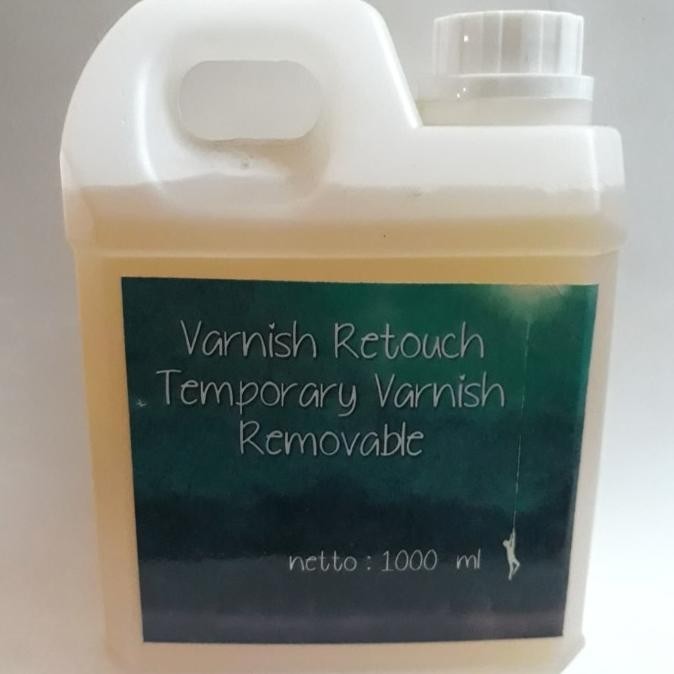 Varnish Retouch
Temporary Varnish
Removable
netto : 1000 ml